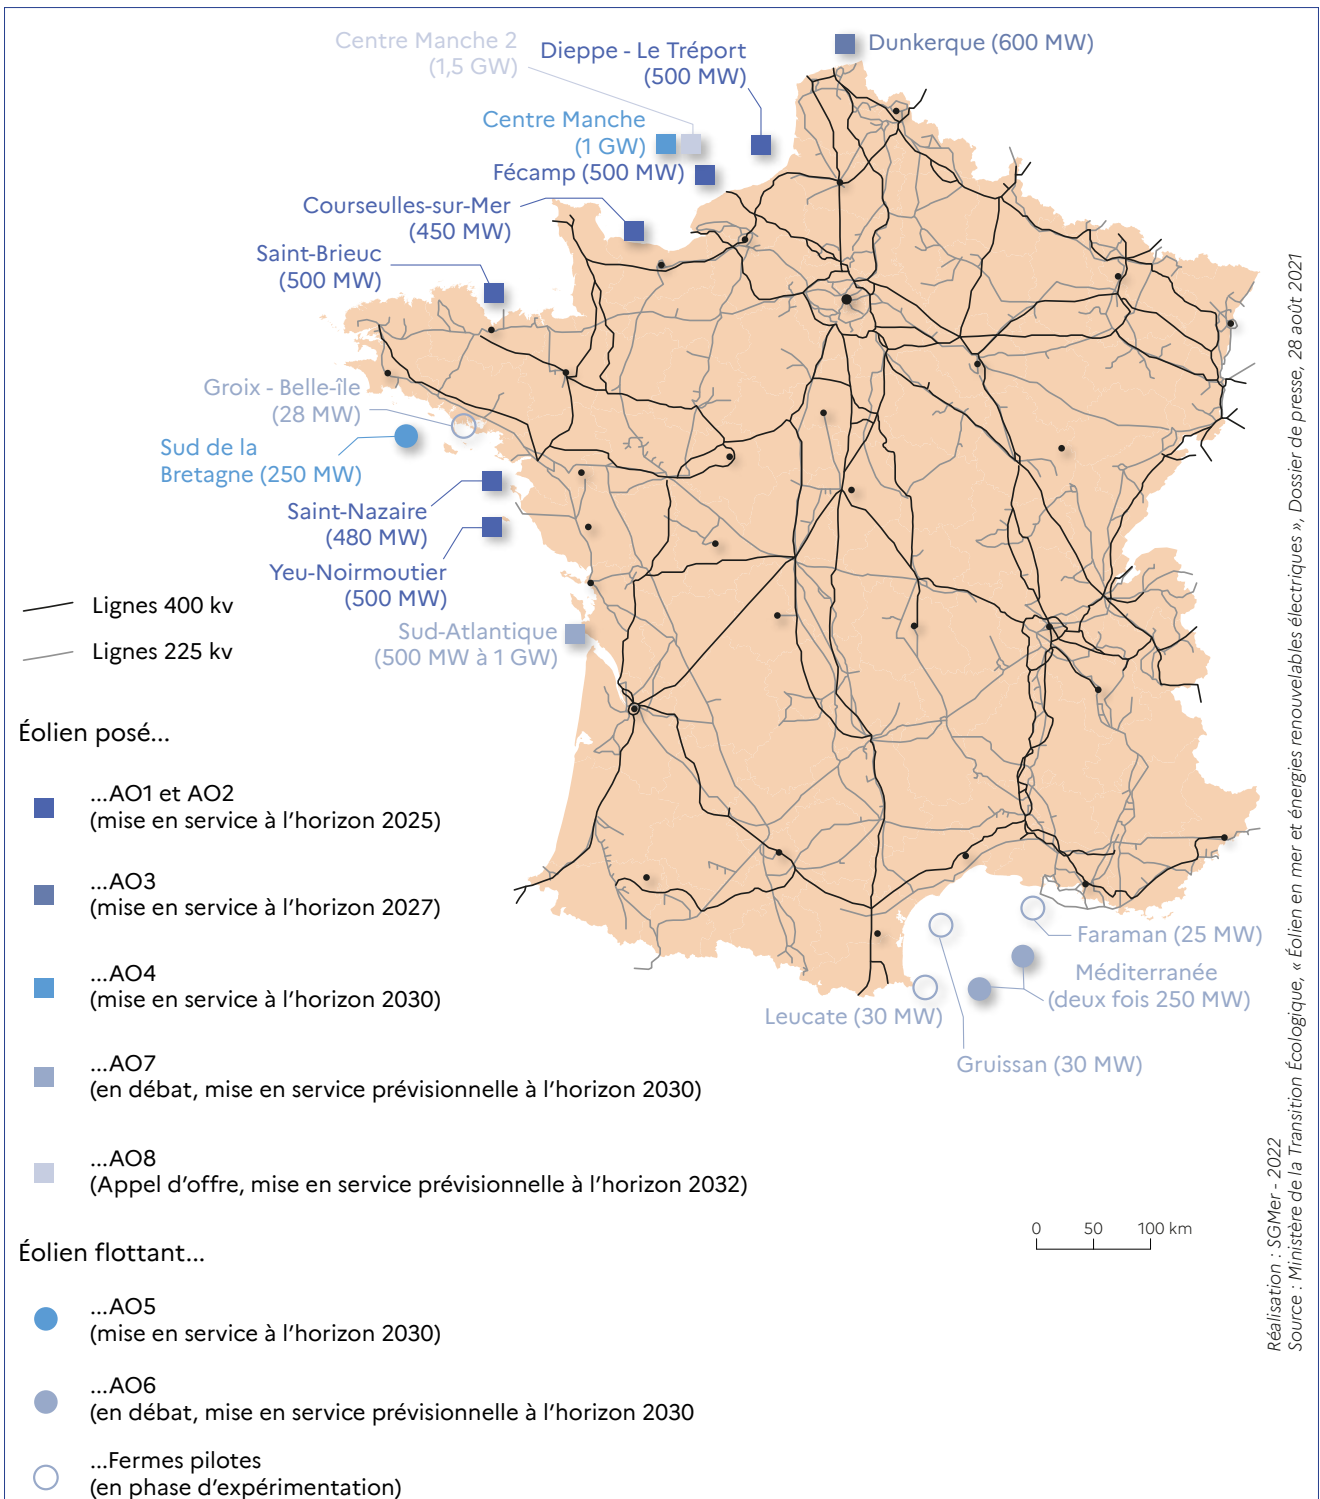 Centre Manche 2
(1,5 GW)
Dieppe - Le Tréport
(500 MW)
Dunkerque (600 MW)
Centre Manche
(1 GW)
Fécamp (500 MW)
Courseulles-sur-Mer
(450 MW)
Saint-Brieuc
(500 MW)
Groix - Belle-île
(28 MW)
Sud de la
Bretagne (250 MW)
Saint-Nazaire
(480 MW)
Yeu-Noirmoutier
(500 MW)
Sud-Atlantique
(500 MW à 1 GW)
Faraman (25 MW)
Méditerranée
(deux fois 250 MW)
Leucate (30 MW)
Gruissan (30 MW)
Lignes 400 kv
Lignes 225 kv
Éolien posé...
...AO1 et AO2
(mise en service à l’horizon 2025)
...AO3
(mise en service à l’horizon 2027)
...AO4
(mise en service à l’horizon 2030)
...AO7
(en débat, mise en service prévisionnelle à l’horizon 2030)
...AO8
(Appel d’offre, mise en service prévisionnelle à l’horizon 2032)
Éolien flottant...
...AO5
(mise en service à l’horizon 2030)
...AO6
(en débat, mise en service prévisionnelle à l’horizon 2030
...Fermes pilotes
(en phase d’expérimentation)
0 50 100 km
Réalisation : SGMer - 2022
Source : Ministère de la Transition Écologique, « Éolien en mer et énergies renouvelables électriques », Dossier de presse, 28 août 2021